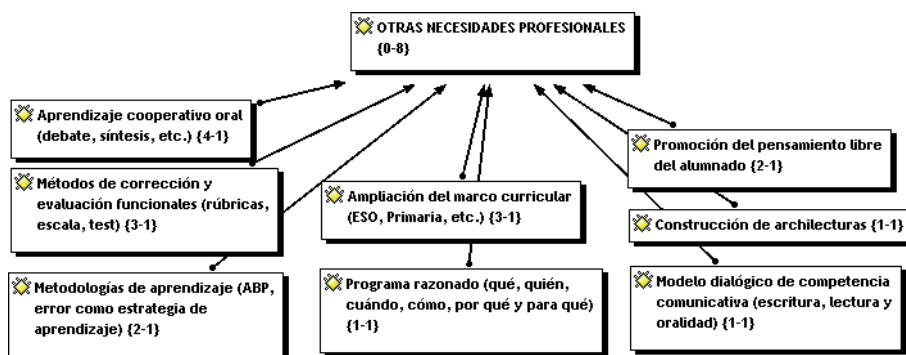 OTRAS NECESIDADES PROFESIONALES
{0-8}
Aprendizaje cooperativo oral
(debate, síntesis, etc.) {4-1}
Métodos de corrección y
evaluación funcionales (rúbricas,
escala, test) {3-1}
Metodologías de aprendizaje (ABP,
error como estrategia de
aprendizaje) {2-1}
Ampliación del marco curricular
(ESO, Primaria, etc.) {3-1}
Programa razonado (qué, quién,
cuándo, cómo, por qué y para qué)
{1-1}
Promoción del pensamiento libre
del alumnado {2-1}
Construcción de architecturas {1-1}
Modelo dialógico de competencia
comunicativa (escritura, lectura y
oralidad) {1-1}